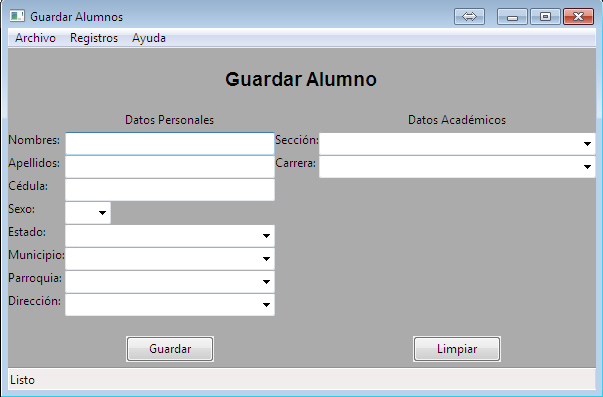 Guardar Alumnos
Archivo Registros Ayuda
Guardar Alumno
Datos Personales Datos Académicos
Nombres: Sección:
Apellidos: Carrera:
Cédula:
Sexo:
Estado:
Municipio:
Parroquia:
Dirección:
Guardar Limpiar
Listo